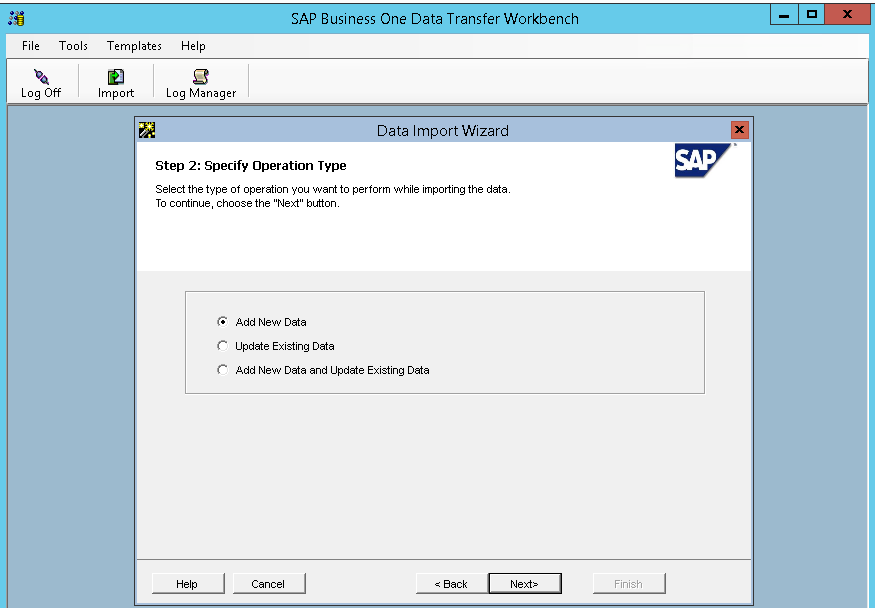 SAP Business One Data Transfer Workbench
File Tools Templates Help
Log Off Import Log Manager
Data Import Wizard
Step 2: Specify Operation Type
SAP
Select the type of operation you want to perform while importing the data.
To continue, choose the "Next" button.
Add New Data
Update Existing Data
Add New Data and Update Existing Data
Help Cancel < Back Next> Finish